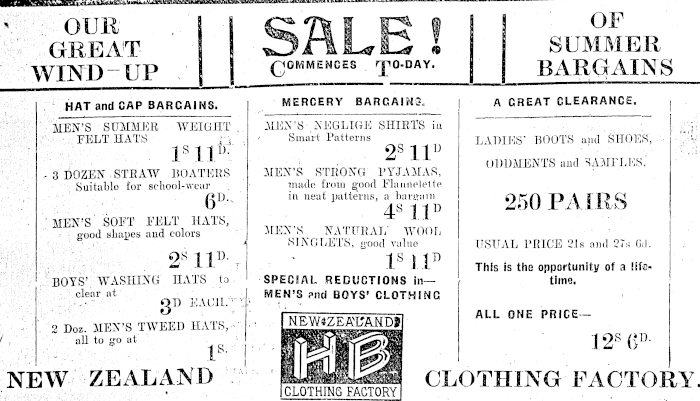 OUR
GREAT
WIND-UP
SALE!
COMMENCES TO-DAY.
OF
SUMMER
BARGAINS
HAT and CAP BARGAINS.
MEN'S SUMMER WEIGHT
FELT HATS
1S 11D.
3 DOZEN STRAW BOATERS
Suitable for school-wear
6D.
MEN'S SOFT FELT HATS,
good shapes and colors
2S 11D.
BOYS' WASHING HATS to
clear at
3D EACH.
2 Doz. MEN'S TWEED HATS,
all to go at
1S.
MERCERY BARGAINS.
MEN'S NEGLIGE SHIRTS in
Smart Patterns
2S 11D
MEN'S STRONG PYJAMAS,
made from good Flannelette
in neat patterns, a bargain
4S 11D
MEN'S NATURAL WOOL
SINGLETS, good value
1S 11D
SPECIAL REDUCTIONS in—
MEN'S and BOYS' CLOTHING
A GREAT CLEARANCE.
LADIES' BOOTS and SHOES,
ODDMENTS and SAMPLES.
250 PAIRS
USUAL PRICE 21s and 27s 6d.
This is the opportunity of a life-
time.
ALL ONE PRICE—
12S 6D.
NEW ZEALAND
HB
CLOTHING FACTORY
NEW ZEALAND CLOTHING FACTORY.